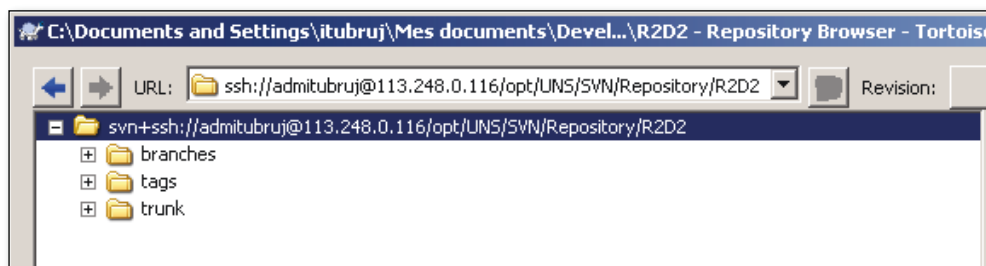 C:\Documents and Settings\itubruj\Mes documents\Devel...\R2D2 - Repository Browser - Tortoise
URL: ssh://admitubruj@113.248.0.116/opt/UNS/SVN/Repository/R2D2 Revision:
svn+ssh://admitubruj@113.248.0.116/opt/UNS/SVN/Repository/R2D2
branches
tags
trunk